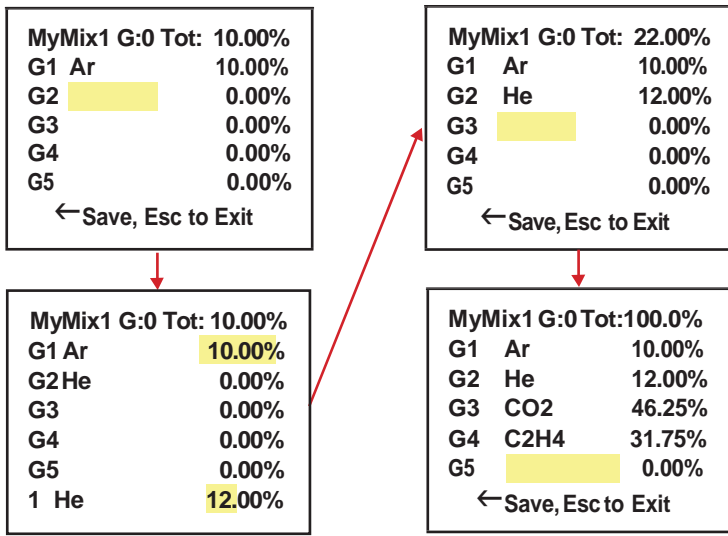 MyMix1 G:0 Tot: 10.00%
G1 Ar 10.00%
G2 0.00%
G3 0.00%
G4 0.00%
G5 0.00%
←Save, Esc to Exit
MyMix1 G:0 Tot: 10.00%
G1 Ar 10.00%
G2 He 0.00%
G3 0.00%
G4 0.00%
G5 0.00%
1 He 12.00%
MyMix1 G:0 Tot: 22.00%
G1 Ar 10.00%
G2 He 12.00%
G3 0.00%
G4 0.00%
G5 0.00%
←Save, Esc to Exit
MyMix1 G:0 Tot:100.0%
G1 Ar 10.00%
G2 He 12.00%
G3 CO2 46.25%
G4 C2H4 31.75%
G5 0.00%
←Save, Esc to Exit